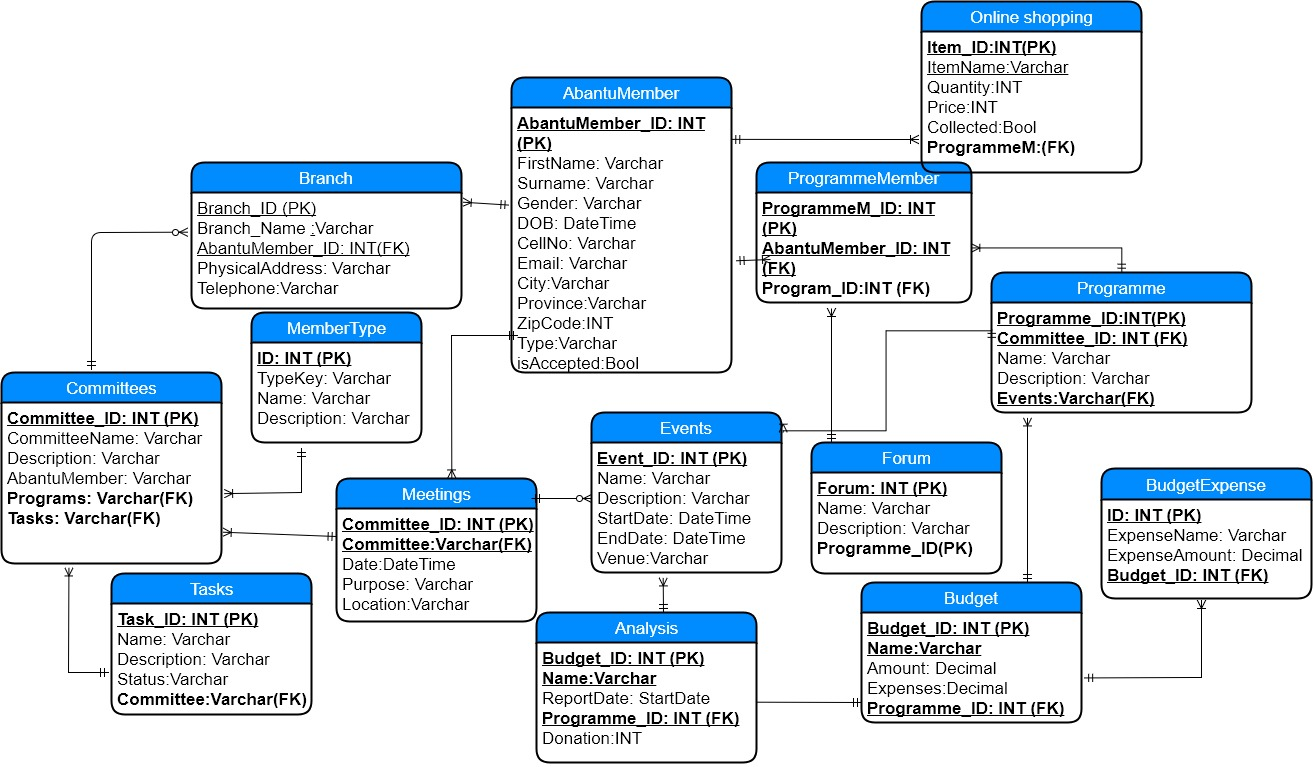 Online shopping
Item_ID:INT(PK)
ItemName:Varchar
Quantity:INT
Price:INT
Collected:Bool
ProgrammeM:(FK)
AbantuMember
AbantuMember_ID: INT
(PK)
FirstName: Varchar
Surname: Varchar
Gender: Varchar
DOB: DateTime
CellNo: Varchar
Email: Varchar
City:Varchar
Province:Varchar
ZipCode:INT
Type:Varchar
isAccepted:Bool
Branch
Branch_ID (PK)
Branch_Name :Varchar
AbantuMember_ID: INT(FK)
PhysicalAddress: Varchar
Telephone:Varchar
ProgrammeMember
ProgrammeM_ID: INT
(PK)
AbantuMember_ID: INT
(FK)
Program_ID:INT (FK)
Programme
Programme_ID:INT(PK)
Committee_ID: INT (FK)
Name: Varchar
Description: Varchar
Events:Varchar(FK)
MemberType
ID: INT (PK)
TypeKey: Varchar
Name: Varchar
Description: Varchar
Committees
Committee_ID: INT (PK)
CommitteeName: Varchar
Description: Varchar
AbantuMember: Varchar
Programs: Varchar(FK)
Tasks: Varchar(FK)
Events
Event_ID: INT (PK)
Name: Varchar
Description: Varchar
StartDate: DateTime
EndDate: DateTime
Venue:Varchar
Forum
Forum: INT (PK)
Name: Varchar
Description: Varchar
Programme_ID(PK)
BudgetExpense
ID: INT (PK)
ExpenseName: Varchar
ExpenseAmount: Decimal
Budget_ID: INT (FK)
Meetings
Committee_ID: INT (PK)
Committee:Varchar(FK)
Date:DateTime
Purpose: Varchar
Location:Varchar
Tasks
Task_ID: INT (PK)
Name: Varchar
Description: Varchar
Status:Varchar
Committee:Varchar(FK)
Analysis
Budget_ID: INT (PK)
Name:Varchar
ReportDate: StartDate
Programme_ID: INT (FK)
Donation:INT
Budget
Budget_ID: INT (PK)
Name:Varchar
Amount: Decimal
Expenses:Decimal
Programme_ID: INT (FK)